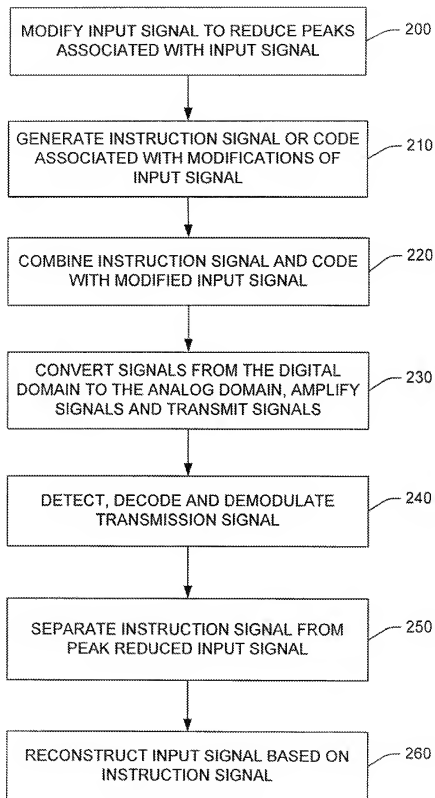 MODIFY INPUT SIGNAL TO REDUCE PEAKS
ASSOCIATED WITH INPUT SIGNAL
200
GENERATE INSTRUCTION SIGNAL OR CODE
ASSOCIATED WITH MODIFICATIONS OF
INPUT SIGNAL
210
COMBINE INSTRUCTION SIGNAL AND CODE
WITH MODIFIED INPUT SIGNAL
220
CONVERT SIGNALS FROM THE DIGITAL
DOMAIN TO THE ANALOG DOMAIN, AMPLIFY
SIGNALS AND TRANSMIT SIGNALS
230
DETECT, DECODE AND DEMODULATE
TRANSMISSION SIGNAL
240
SEPARATE INSTRUCTION SIGNAL FROM
PEAK REDUCED INPUT SIGNAL
250
RECONSTRUCT INPUT SIGNAL BASED ON
INSTRUCTION SIGNAL
260